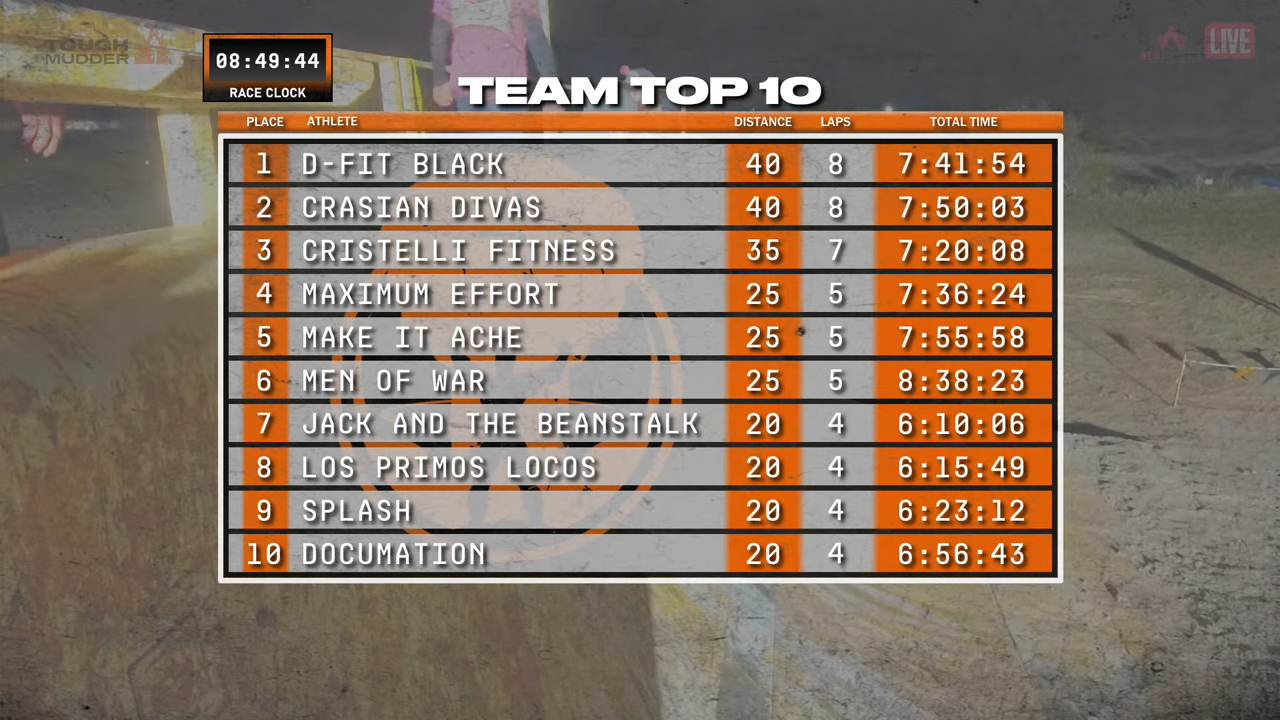 TOUGH
MUDDER
08:49:44
RACE CLOCK
LIVE
TEAM TOP 10
PLACE ATHLETE DISTANCE LAPS TOTAL TIME
1 D-FIT BLACK 40 8 7:41:54
2 CRASIAN DIVAS 40 8 7:50:03
3 CRISTELLI FITNESS 35 7 7:20:08
4 MAXIMUM EFFORT 25 5 7:36:24
5 MAKE IT ACHE 25 5 7:55:58
6 MEN OF WAR 25 5 8:38:23
7 JACK AND THE BEANSTALK 20 4 6:10:06
8 LOS PRIMOS LOCOS 20 4 6:15:49
9 SPLASH 20 4 6:23:12
10 DOCUMATION 20 4 6:56:43